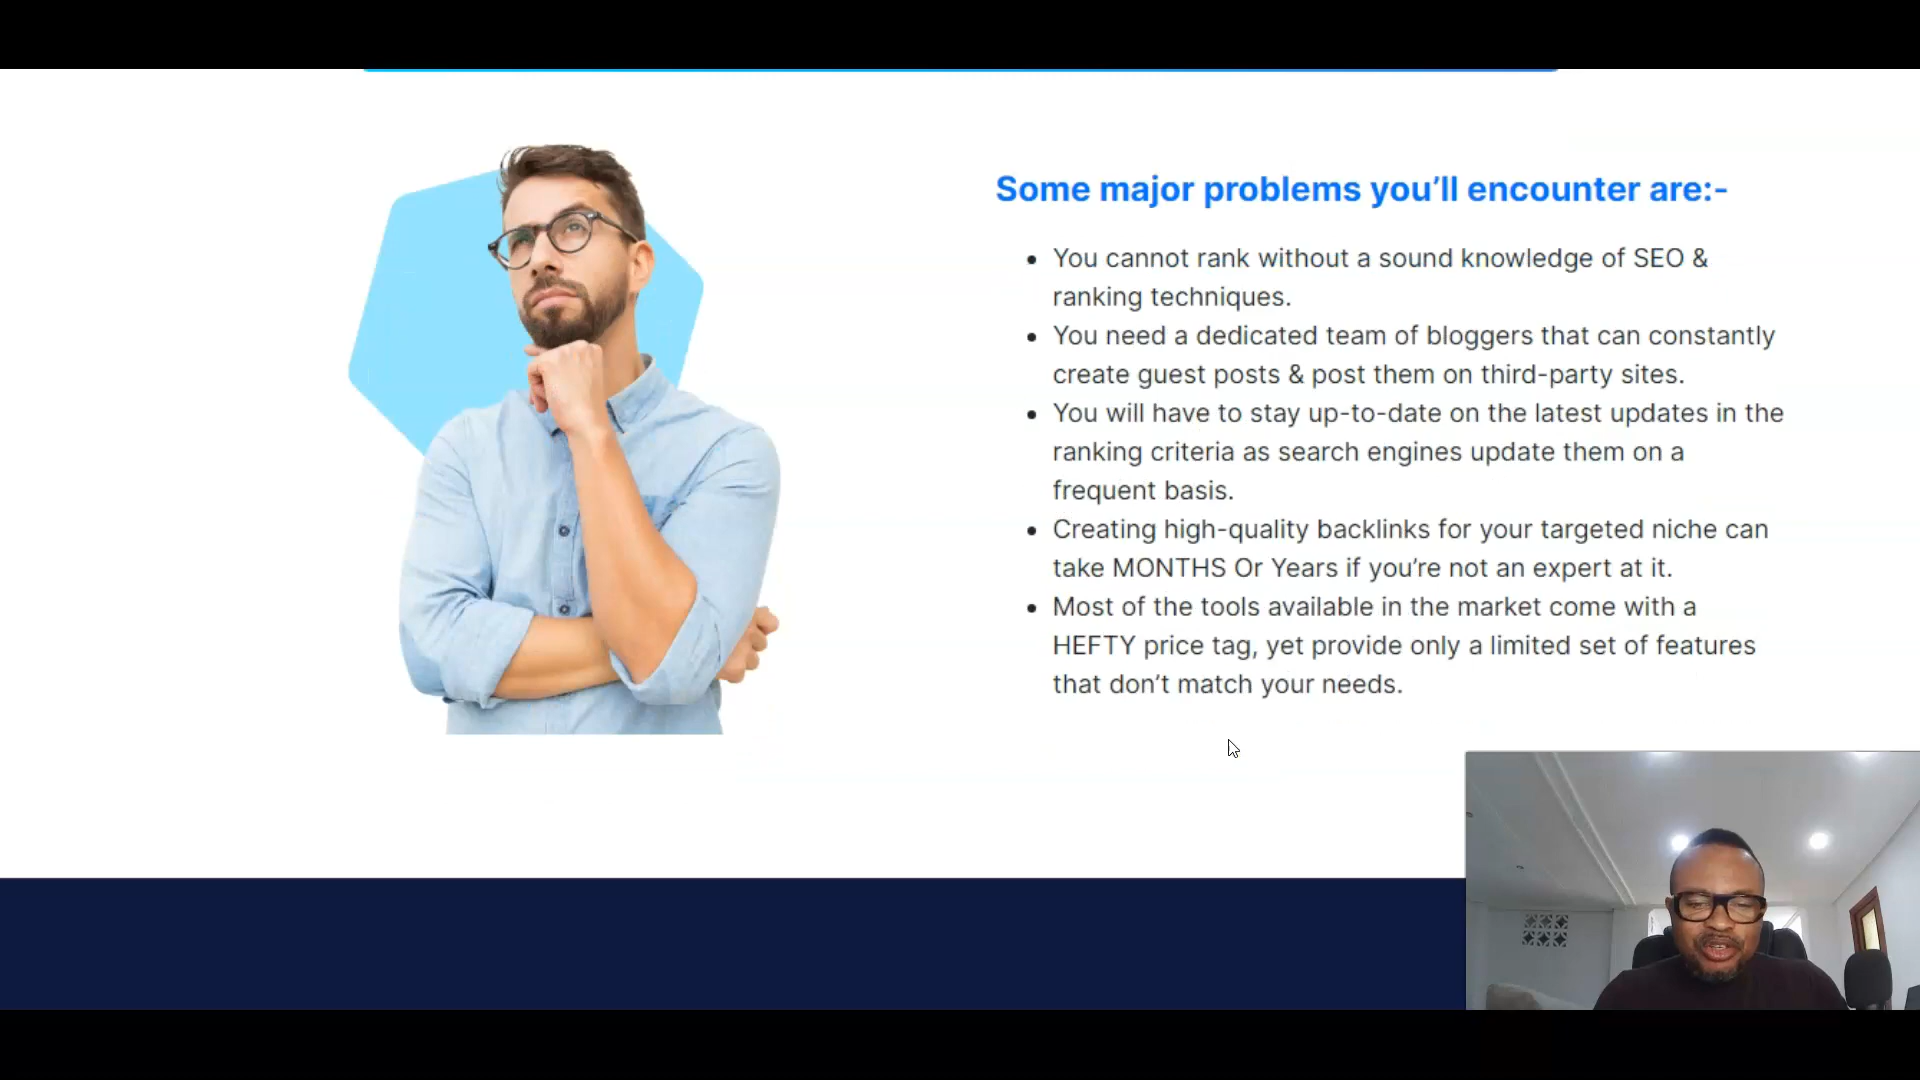 Some major problems you’ll encounter are:-
You cannot rank without a sound knowledge of SEO &
ranking techniques.
You need a dedicated team of bloggers that can constantly
create guest posts & post them on third-party sites.
You will have to stay up-to-date on the latest updates in the
ranking criteria as search engines update them on a
frequent basis.
Creating high-quality backlinks for your targeted niche can
take MONTHS Or Years if you’re not an expert at it.
Most of the tools available in the market come with a
HEFTY price tag, yet provide only a limited set of features
that don’t match your needs.